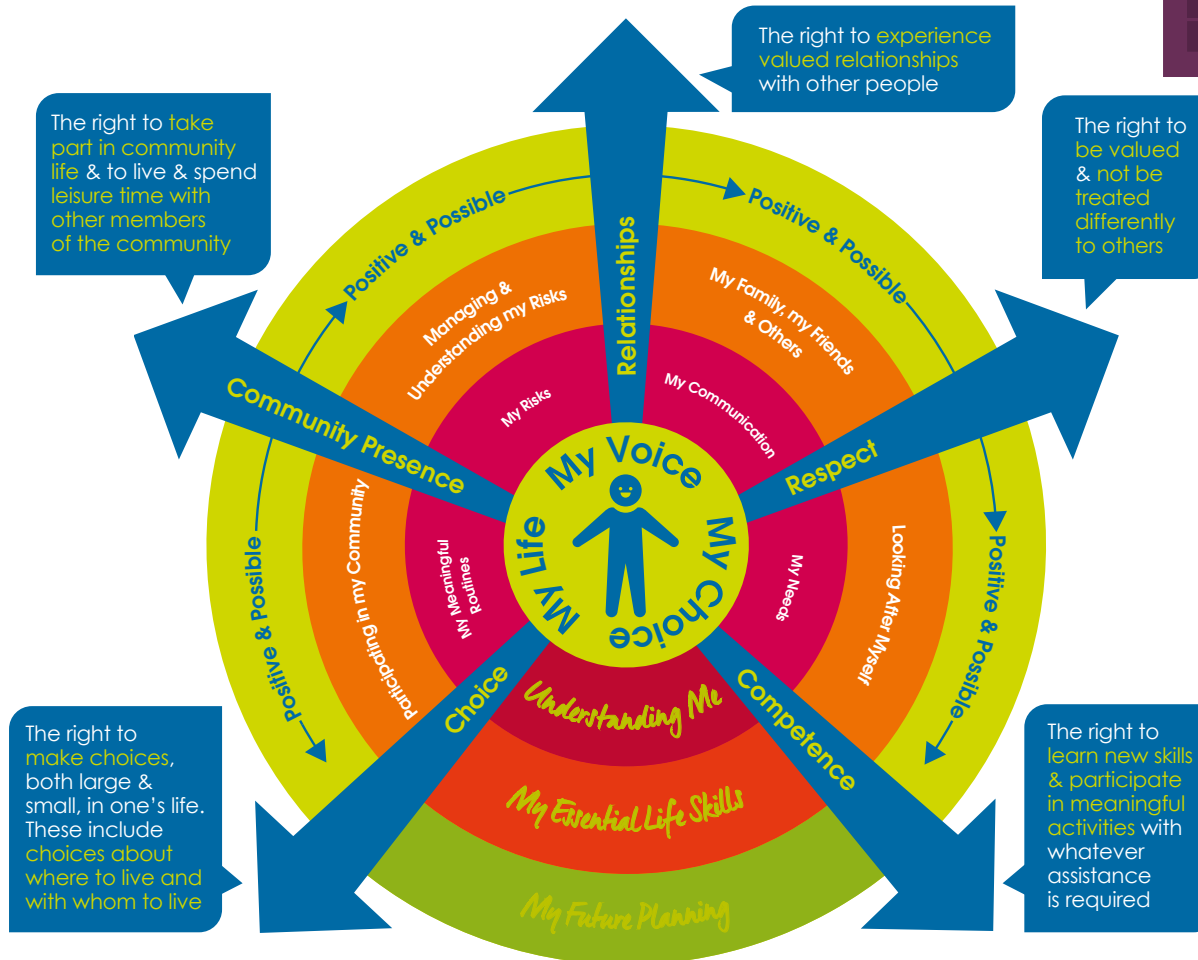 The right to experience
valued relationships
with other people
The right to take
part in community
life & to live & spend
leisure time with
other members
of the community
The right to
be valued
& not be
treated
differently
to others
Positive & Possible
Positive & Possible
Relationships
Managing &
Understanding my Risks
My Family, my Friends
& Others
My Risks
My Communication
Community Presence
Respect
My Voice
My Choice
My Life
Positive & Possible
Participating in my Community
My Meaningful
Routines
My Needs
Looking After Myself
Positive & Possible
Choice
Competence
Understanding Me
My Essential Life Skills
My Future Planning
The right to
make choices,
both large &
small, in one's life.
These include
choices about
where to live and
with whom to live
The right to
learn new skills
& participate
in meaningful
activities with
whatever
assistance
is required